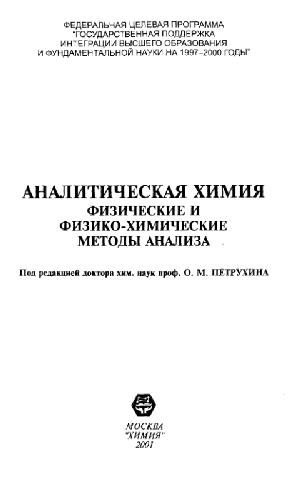 ФЕДЕРАЛЬНАЯ ЦЕЛЕВАЯ ПРОГРАММА
"ГОСУДАРСТВЕННАЯ ПОДДЕРЖКА
ИНТЕГРАЦИИ ВЫСШЕГО ОБРАЗОВАНИЯ
И ФУНДАМЕНТАЛЬНОЙ НАУКИ НА 1997–2000 ГОДЫ"
АНАЛИТИЧЕСКАЯ ХИМИЯ
ФИЗИЧЕСКИЕ И
ФИЗИКО-ХИМИЧЕСКИЕ
МЕТОДЫ АНАЛИЗА
Под редакцией доктора хим. наук проф. О. М. ПЕТРУХИНА
МОСКВА
"ХИМИЯ"
2001